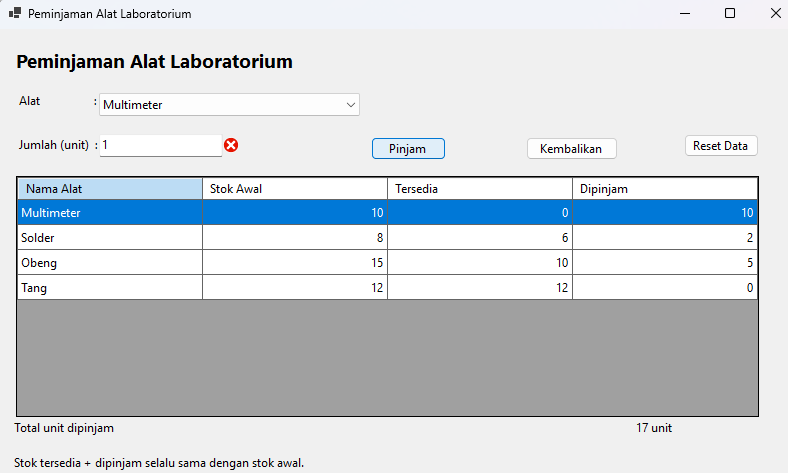 Peminjaman Alat Laboratorium
Peminjaman Alat Laboratorium
Alat : Multimeter
Jumlah (unit) : 1 Pinjam Kembalikan Reset Data
Nama Alat Stok Awal Tersedia Dipinjam
Multimeter 10 0 10
Solder 8 6 2
Obeng 15 10 5
Tang 12 12 0
Total unit dipinjam 17 unit
Stok tersedia + dipinjam selalu sama dengan stok awal.